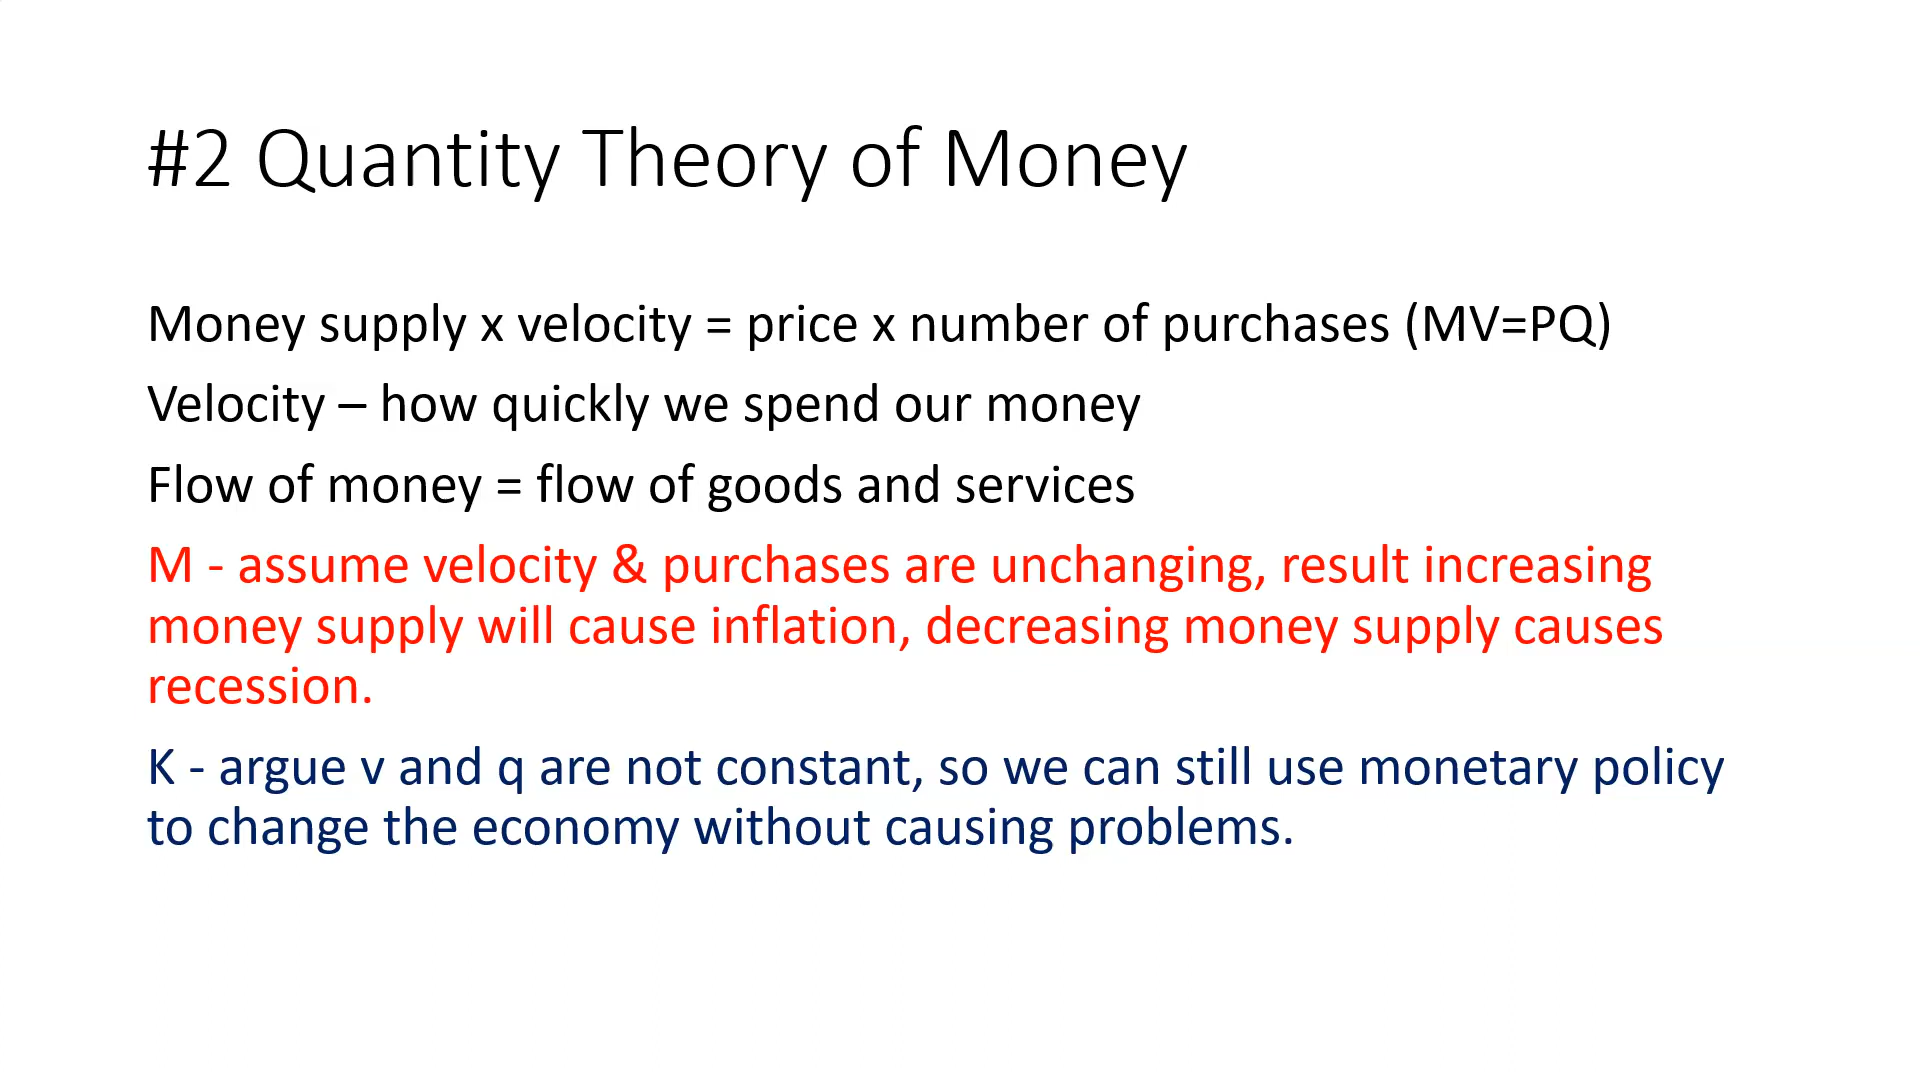 #2 Quantity Theory of Money
Money supply x velocity = price x number of purchases (MV=PQ)
Velocity – how quickly we spend our money
Flow of money = flow of goods and services
M - assume velocity & purchases are unchanging, result increasing
money supply will cause inflation, decreasing money supply causes
recession.
K - argue v and q are not constant, so we can still use monetary policy
to change the economy without causing problems.